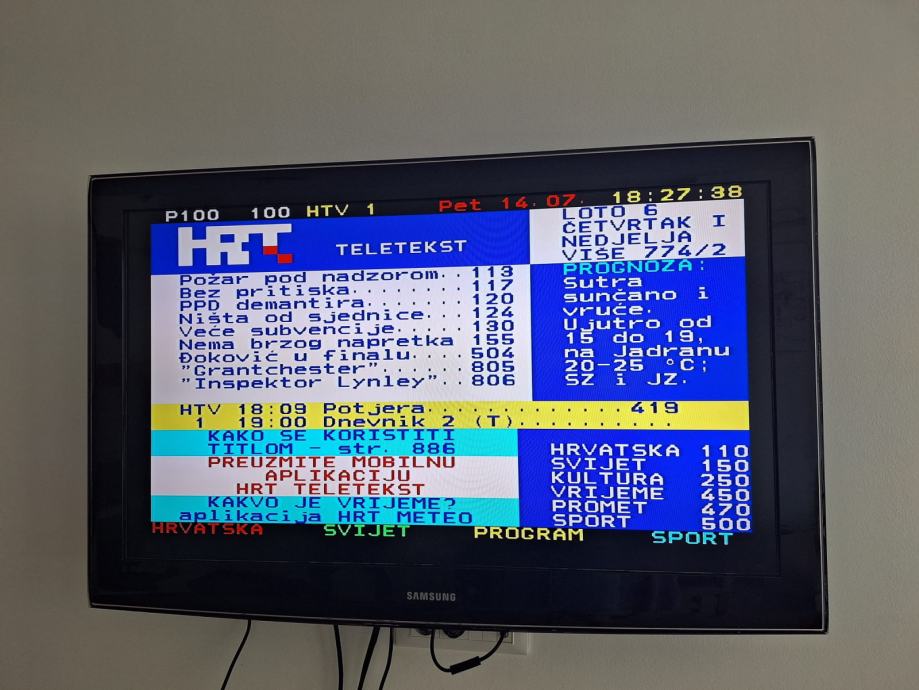 P100 100 HTV 1 Pet 14.07. 18:27:38
HRT TELETEKST
LOTO 6
ČETVRTAK I
NEDJELJA
VIŠE 774/2
Požar pod nadzorom.. 113
Bez pritiska........ 117
PPD demantira....... 120
Ništa od sjednice... 124
Veće subvencije..... 130
Nema brzog napretka 155
Đoković u finalu.... 504
"Grantchester"...... 805
"Inspektor Lynley".. 806
PROGNOZA:
Sutra
sunčano i
vruće.
Ujutro od
15 do 19,
na Jadranu
20-25 °C;
SZ i JZ.
HTV 18:09 Potjera............ 419
1 19:00 Dnevnik 2 (T)..........
KAKO SE KORISTITI
TITLOM - str. 886
PREUZMITE MOBILNU
APLIKACIJU
HRT TELETEKST
KAKVO JE VRIJEME?
aplikacija HRT METEO
HRVATSKA 110
SVIJET 150
KULTURA 250
VRIJEME 450
PROMET 470
SPORT 500
HRVATSKA SVIJET PROGRAM SPORT
SAMSUNG